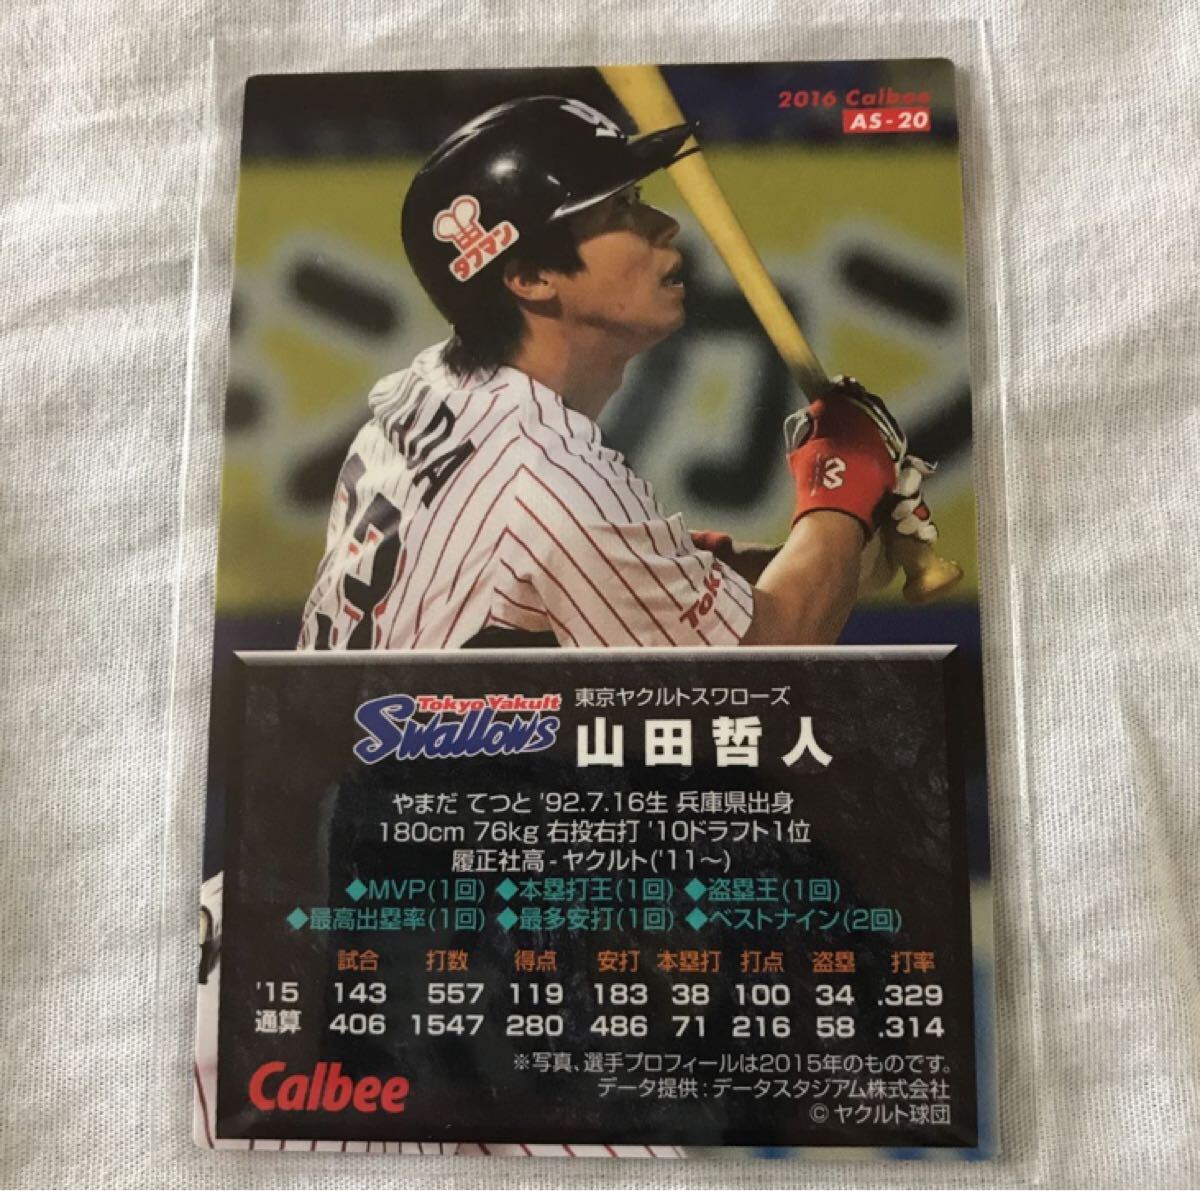 2016 Calbee
AS-20
タフマン
ADA
Tokyo
Tokyo Yakult
Swallows
東京ヤクルトスワローズ
山田哲人
やまだ てつと '92.7.16生 兵庫県出身
180cm 76kg 右投右打 '10ドラフト1位
履正社高-ヤクルト('11〜)
◆MVP(1回) ◆本塁打王(1回) ◆盗塁王(1回)
◆最高出塁率(1回) ◆最多安打(1回) ◆ベストナイン(2回)
試合 打数 得点 安打 本塁打 打点 盗塁 打率
'15 143 557 119 183 38 100 34 .329
通算 406 1547 280 486 71 216 58 .314
※写真、選手プロフィールは2015年のものです。
データ提供:データスタジアム株式会社
© ヤクルト球団
Calbee